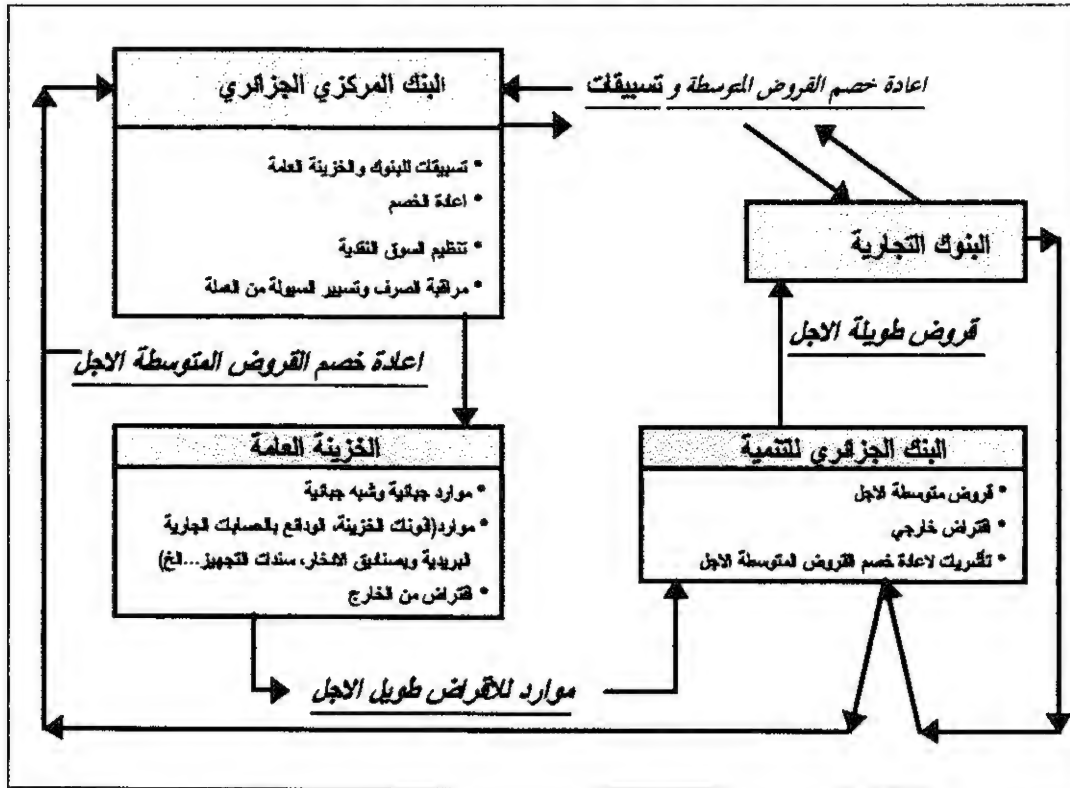 البنك المركزي الجزائري
اعادة خصم القروض المتوسطة و تسبيقات
* تسبيقات للبنوك والخزينة العامة
* اعادة الخصم
* تنظيم السوق النقدية
* مراقبة الصرف وتسيير السيولة من العملة
البنوك التجارية
قروض طويلة الاجل
اعادة خصم القروض المتوسطة الاجل
الخزينة العامة
* موارد جبائية وشبه جبائية
* موارد(اذونات الخزينة، الودائع بالحسابات الجارية
البريدية وبصناديق الادخار، سندات التجهيز...الخ)
* اقتراض من الخارج
البنك الجزائري للتنمية
* قروض متوسطة الاجل
* اقتراض خارجي
* تأشيرات لاعادة خصم القروض المتوسطة الاجل
موارد للاقراض طويل الاجل